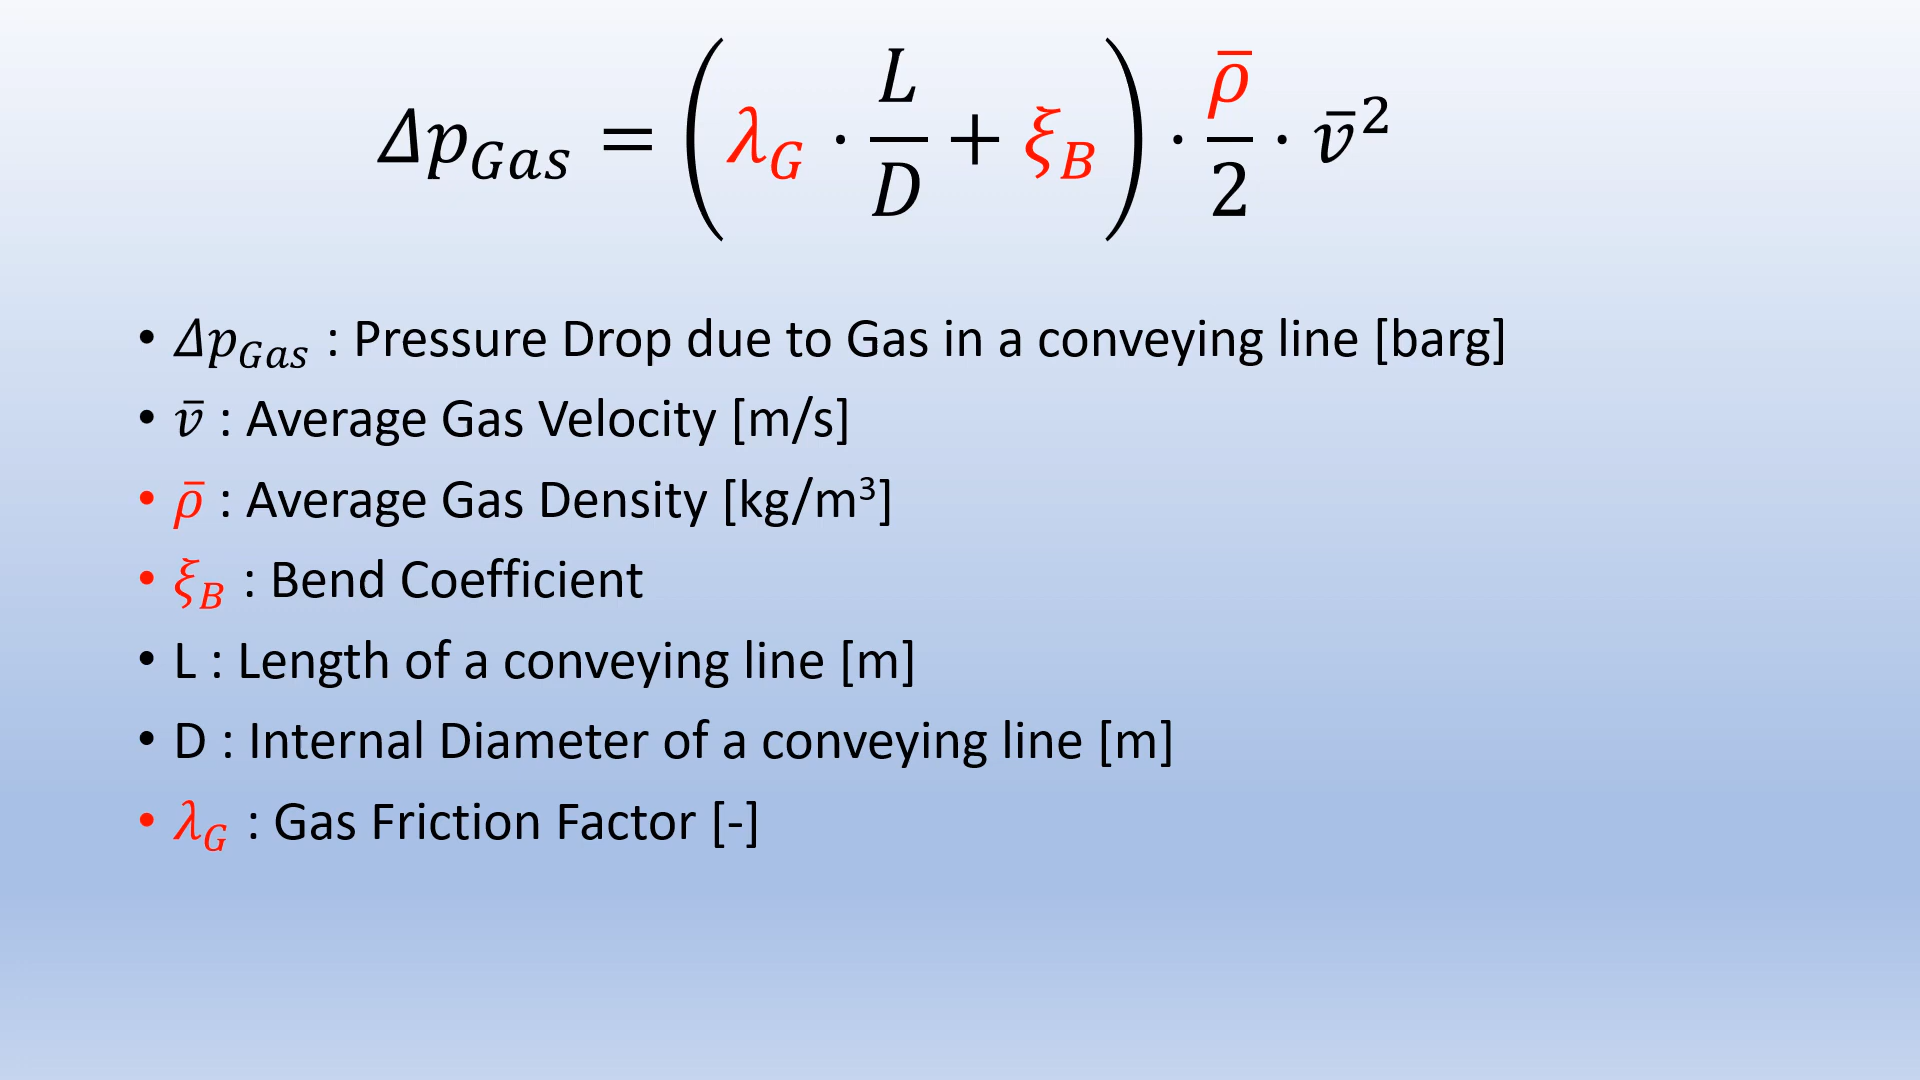 Δp_Gas = (λ_G · L/D + ξ_B) · ρ̄/2 · v̄²
• Δp_Gas : Pressure Drop due to Gas in a conveying line [barg]
• v̄ : Average Gas Velocity [m/s]
• ρ̄ : Average Gas Density [kg/m³]
• ξ_B : Bend Coefficient
• L : Length of a conveying line [m]
• D : Internal Diameter of a conveying line [m]
• λ_G : Gas Friction Factor [-]